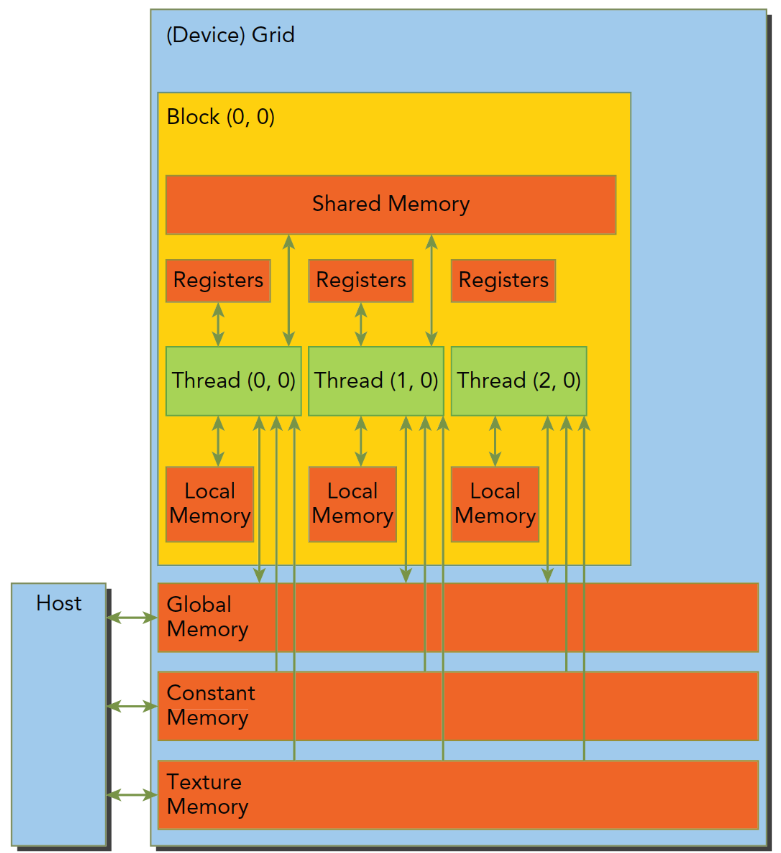 (Device) Grid
Block (0, 0)
Shared Memory
Registers
Registers
Registers
Thread (0, 0)
Thread (1, 0)
Thread (2, 0)
Local
Memory
Local
Memory
Local
Memory
Host
Global
Memory
Constant
Memory
Texture
Memory